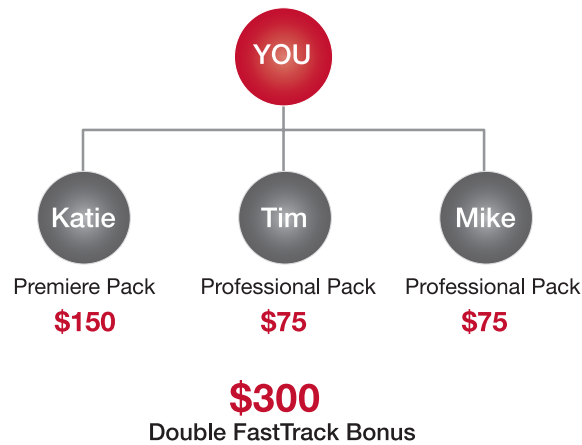 YOU
Katie Tim Mike
Premiere Pack Professional Pack Professional Pack
$150 $75 $75
$300
Double FastTrack Bonus